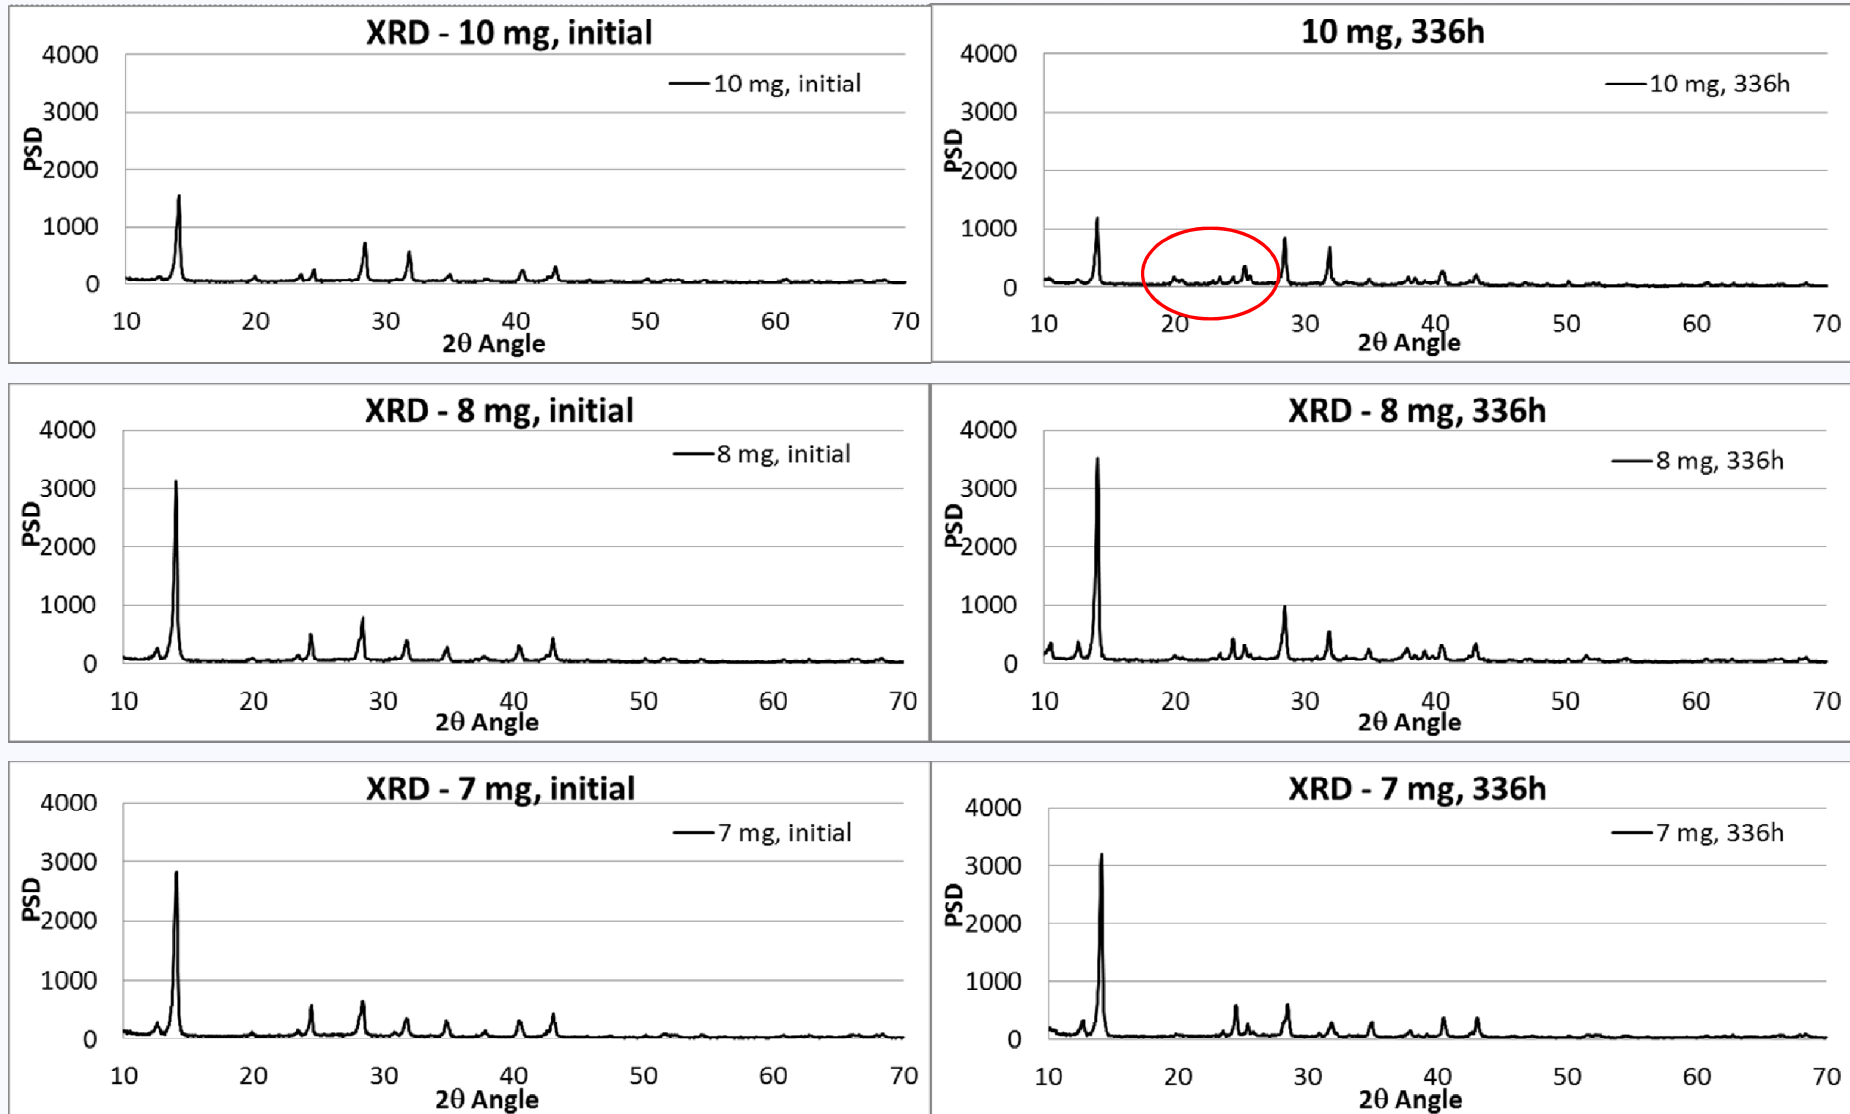 XRD - 10 mg, initial
4000
3000
2000
1000
0
PSD
10 mg, initial
10 20 30 40 50 60 70
2θ Angle
10 mg, 336h
4000
3000
2000
1000
0
PSD
10 mg, 336h
10 20 30 40 50 60 70
2θ Angle
XRD - 8 mg, initial
4000
3000
2000
1000
0
PSD
8 mg, initial
10 20 30 40 50 60 70
2θ Angle
XRD - 8 mg, 336h
4000
3000
2000
1000
0
PSD
8 mg, 336h
10 20 30 40 50 60 70
2θ Angle
XRD - 7 mg, initial
4000
3000
2000
1000
0
PSD
7 mg, initial
10 20 30 40 50 60 70
2θ Angle
XRD - 7 mg, 336h
4000
3000
2000
1000
0
PSD
7 mg, 336h
10 20 30 40 50 60 70
2θ Angle